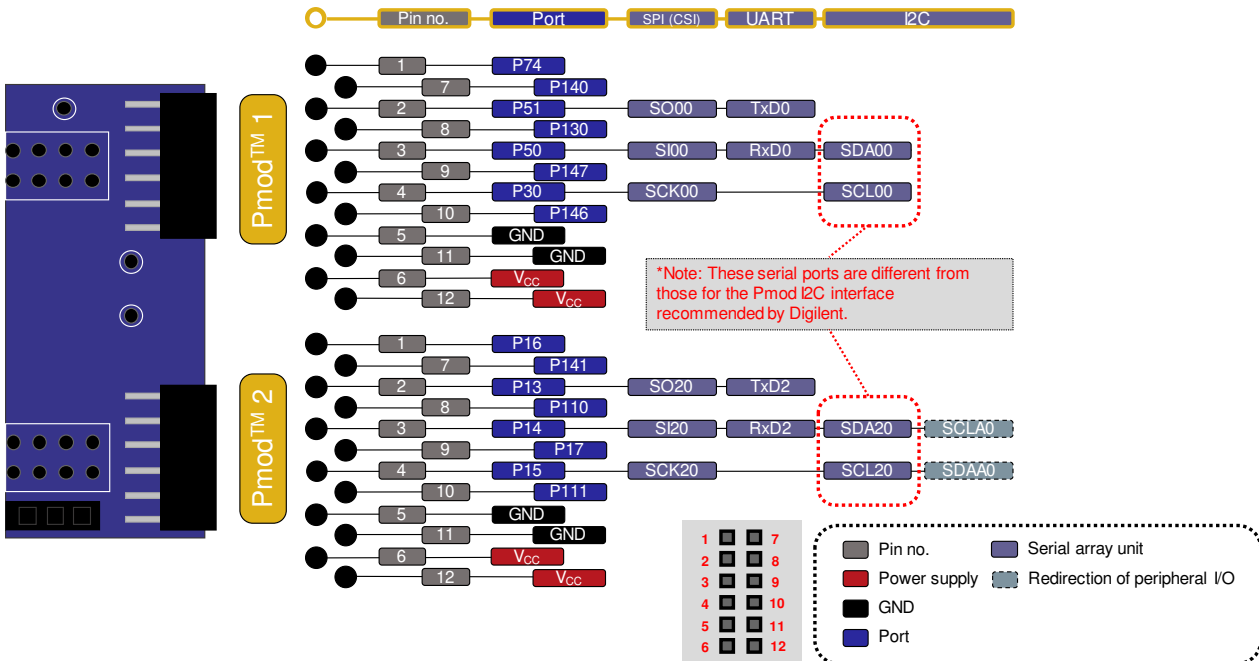 Pin no. Port SPI (CSI) UART I2C
Pmod™ 1
1 P74
7 P140
2 P51 SO00 TxD0
8 P130
3 P50 SI00 RxD0 SDA00
9 P147
4 P30 SCK00 SCL00
10 P146
5 GND
11 GND
6 VCC
12 VCC
*Note: These serial ports are different from
those for the Pmod I2C interface
recommended by Digilent.
Pmod™ 2
1 P16
7 P141
2 P13 SO20 TxD2
8 P110
3 P14 SI20 RxD2 SDA20 SCLA0
9 P17
4 P15 SCK20 SCL20 SDAA0
10 P111
5 GND
11 GND
6 VCC
12 VCC
1 7
2 8
3 9
4 10
5 11
6 12
Pin no. Serial array unit
Power supply Redirection of peripheral I/O
GND
Port